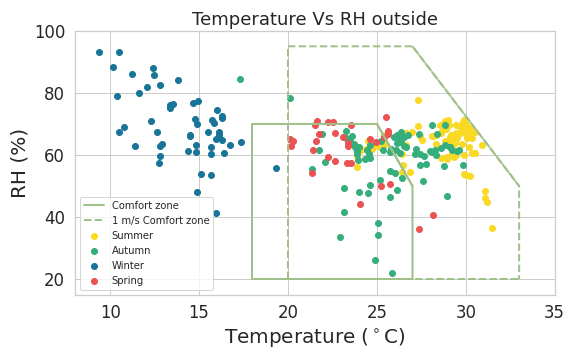 Temperature Vs RH outside
100
80
60
40
20
RH (%)
Comfort zone
1 m/s Comfort zone
Summer
Autumn
Winter
Spring
10 15 20 25 30 35
Temperature (°C)